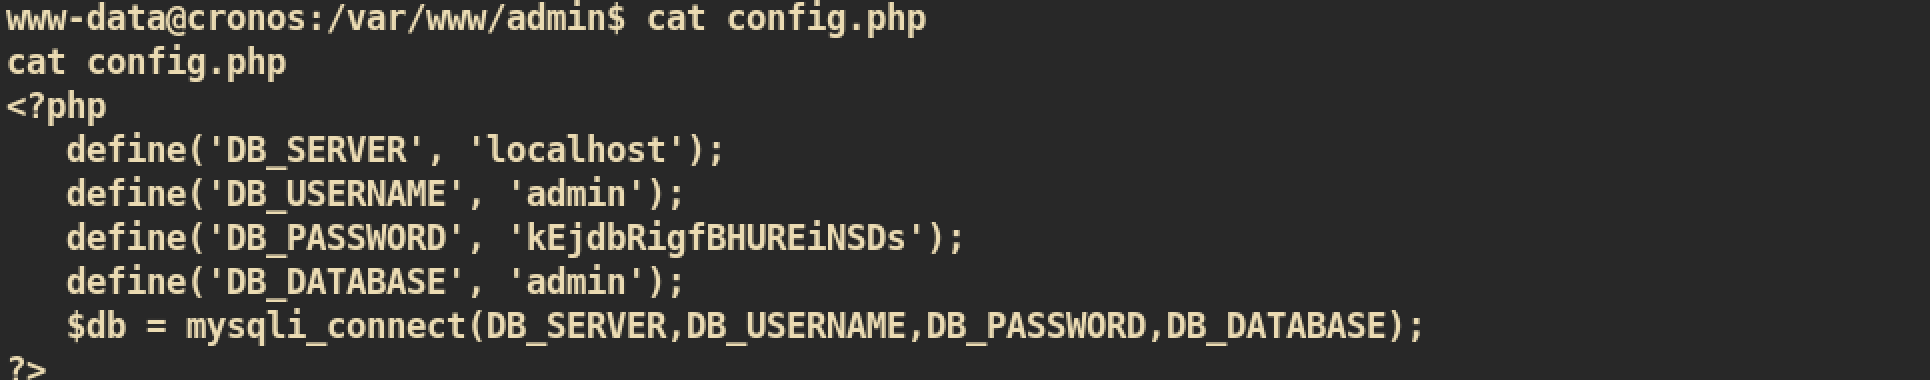 www-data@cronos:/var/www/admin$ cat config.php
cat config.php
<?php
   define('DB_SERVER', 'localhost');
   define('DB_USERNAME', 'admin');
   define('DB_PASSWORD', 'kEjdbRigfBHUREiNSDs');
   define('DB_DATABASE', 'admin');
   $db = mysqli_connect(DB_SERVER,DB_USERNAME,DB_PASSWORD,DB_DATABASE);
?>